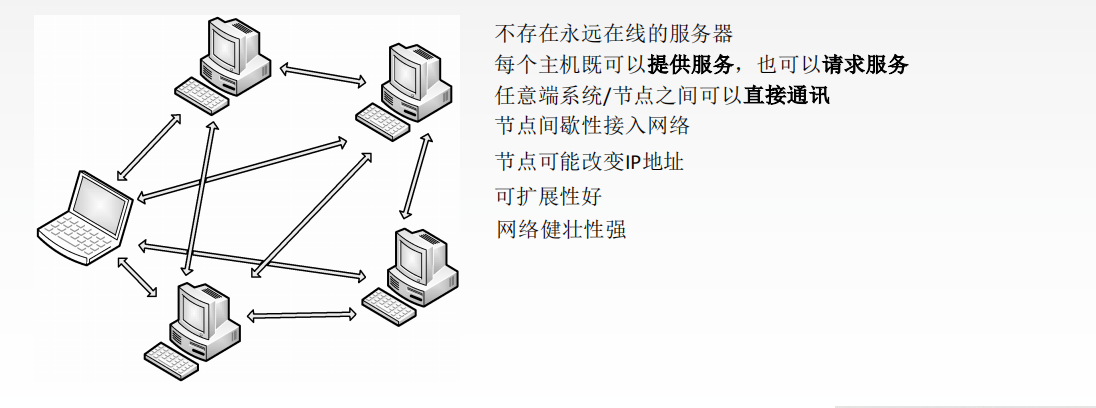 不存在永远在线的服务器
每个主机既可以提供服务，也可以请求服务
任意端系统/节点之间可以直接通讯
节点间歇性接入网络
节点可能改变IP地址
可扩展性好
网络健壮性强